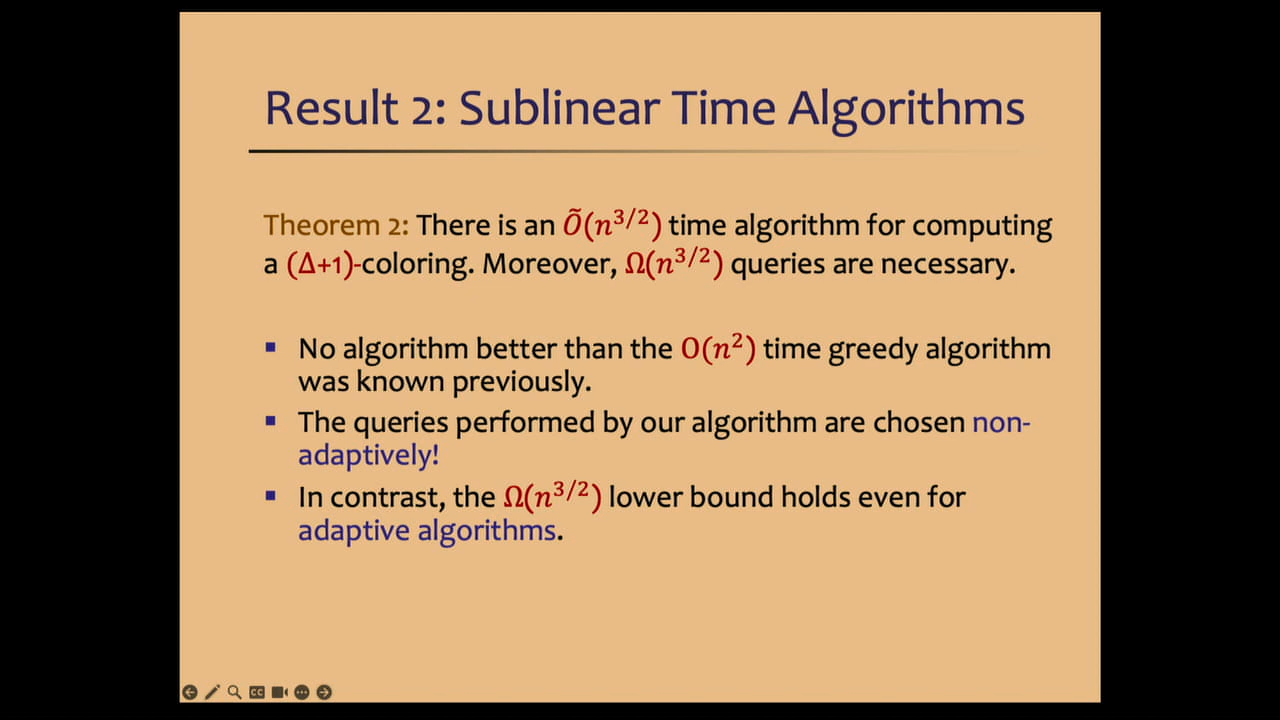 Result 2: Sublinear Time Algorithms
Theorem 2: There is an Õ(n^{3/2}) time algorithm for computing
a (Δ+1)-coloring. Moreover, Ω(n^{3/2}) queries are necessary.
▪ No algorithm better than the O(n²) time greedy algorithm
was known previously.
▪ The queries performed by our algorithm are chosen non-
adaptively!
▪ In contrast, the Ω(n^{3/2}) lower bound holds even for
adaptive algorithms.
CC